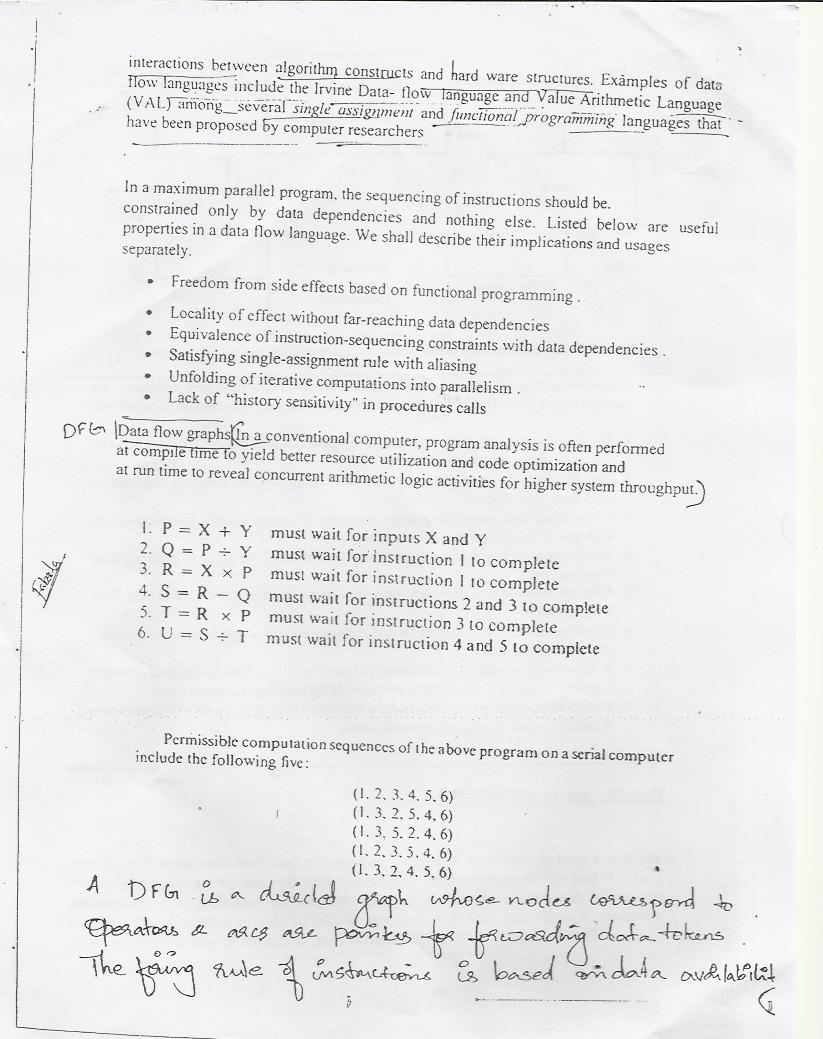 interactions between algorithm constructs and hard ware structures. Examples of data
flow languages include the Irvine Data- flow language and Value Arithmetic Language
(VAL) among several single assignment and functional programming languages that
have been proposed by computer researchers
In a maximum parallel program, the sequencing of instructions should be.
constrained only by data dependencies and nothing else. Listed below are useful
properties in a data flow language. We shall describe their implications and usages
separately.
• Freedom from side effects based on functional programming .
• Locality of effect without far-reaching data dependencies
• Equivalence of instruction-sequencing constraints with data dependencies .
• Satisfying single-assignment rule with aliasing
• Unfolding of iterative computations into parallelism .
• Lack of "history sensitivity" in procedures calls
DFG Data flow graphs In a conventional computer, program analysis is often performed
at compile time to yield better resource utilization and code optimization and
at run time to reveal concurrent arithmetic logic activities for higher system throughput.
1. P = X + Y must wait for inputs X and Y
2. Q = P ÷ Y must wait for instruction 1 to complete
3. R = X × P must wait for instruction 1 to complete
4. S = R − Q must wait for instructions 2 and 3 to complete
5. T = R × P must wait for instruction 3 to complete
6. U = S ÷ T must wait for instruction 4 and 5 to complete
Permissible computation sequences of the above program on a serial computer
include the following five:
(1. 2. 3. 4. 5. 6)
(1. 3. 2. 5. 4. 6)
(1. 3. 5. 2. 4. 6)
(1. 2. 3. 5. 4. 6)
(1. 3. 2. 4. 5. 6)
A DFG is a directed graph whose nodes correspond to
Operators & arcs are pointers for forwarding data tokens.
The firing rule of instructions is based on data availabilit